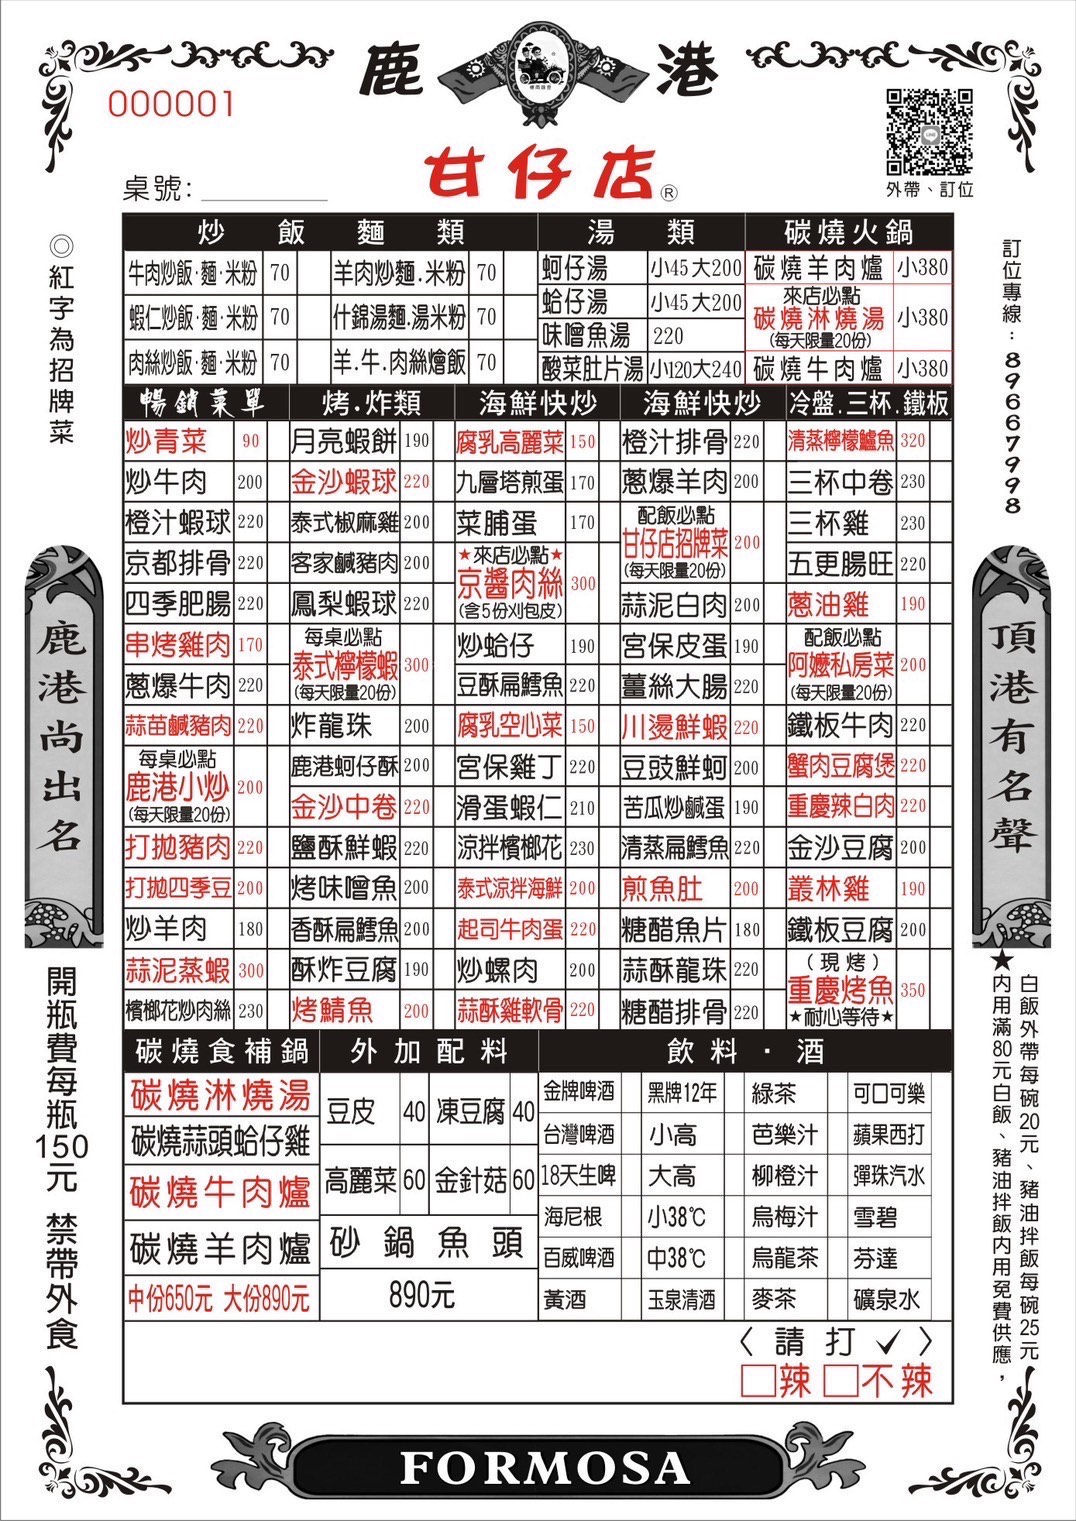 鹿港
000001
甘仔店®
桌號:
外帶、訂位
◎紅字為招牌菜
訂位專線：89667998
炒飯麵類 湯類 碳燒火鍋
牛肉炒飯·麵·米粉 70 羊肉炒麵.米粉 70
蝦仁炒飯·麵·米粉 70 什錦湯麵.湯米粉 70
肉絲炒飯·麵·米粉 70 羊.牛.肉絲燴飯 70
蚵仔湯 小45大200
蛤仔湯 小45大200
味噌魚湯 220
酸菜肚片湯 小120大240
碳燒羊肉爐 小380
來店必點
碳燒淋燒湯 小380
(每天限量20份)
碳燒牛肉爐 小380
暢銷菜單
炒青菜 90
炒牛肉 200
橙汁蝦球 220
京都排骨 220
四季肥腸 220
串烤雞肉 170
蔥爆牛肉 220
蒜苗鹹豬肉 220
每桌必點
鹿港小炒 200
(每天限量20份)
打拋豬肉 220
打拋四季豆 200
炒羊肉 180
蒜泥蒸蝦 300
檳榔花炒肉絲 230
烤.炸類
月亮蝦餅 190
金沙蝦球 220
泰式椒麻雞 200
客家鹹豬肉 200
鳳梨蝦球 220
每桌必點
泰式檸檬蝦 300
(每天限量20份)
炸龍珠 200
鹿港蚵仔酥 200
金沙中卷 220
鹽酥鮮蝦 220
烤味噌魚 200
香酥扁鱈魚 200
酥炸豆腐 190
烤鯖魚 200
海鮮快炒
腐乳高麗菜 150
九層塔煎蛋 170
菜脯蛋 170
★來店必點★
京醬肉絲 300
(含5份刈包皮)
炒蛤仔 190
豆酥扁鱈魚 220
腐乳空心菜 150
宮保雞丁 220
滑蛋蝦仁 210
涼拌檳榔花 230
泰式涼拌海鮮 200
起司牛肉蛋 220
炒螺肉 200
蒜酥雞軟骨 220
海鮮快炒
橙汁排骨 220
蔥爆羊肉 200
配飯必點
甘仔店招牌菜 200
(每天限量20份)
蒜泥白肉 200
宮保皮蛋 190
薑絲大腸 220
川燙鮮蝦 220
豆豉鮮蚵 200
苦瓜炒鹹蛋 190
清蒸扁鱈魚 220
煎魚肚 200
糖醋魚片 180
蒜酥龍珠 220
糖醋排骨 220
冷盤.三杯.鐵板
清蒸檸檬鱸魚 320
三杯中卷 230
三杯雞 230
五更腸旺 220
蔥油雞 190
配飯必點
阿嬤私房菜 200
(每天限量20份)
鐵板牛肉 220
蟹肉豆腐煲 220
重慶辣白肉 220
金沙豆腐 200
叢林雞 190
鐵板豆腐 200
(現烤)
重慶烤魚 350
★耐心等待★
碳燒食補鍋
碳燒淋燒湯
碳燒蒜頭蛤仔雞
碳燒牛肉爐
碳燒羊肉爐
中份650元 大份890元
外加配料
豆皮 40 凍豆腐 40
高麗菜 60 金針菇 60
砂鍋魚頭
890元
飲料·酒
金牌啤酒 黑牌12年 綠茶 可口可樂
台灣啤酒 小高 芭樂汁 蘋果西打
18天生啤 大高 柳橙汁 彈珠汽水
海尼根 小38℃ 烏梅汁 雪碧
百威啤酒 中38℃ 烏龍茶 芬達
黃酒 玉泉清酒 麥茶 礦泉水
〈請打✓〉
□辣 □不辣
鹿港尚出名
頂港有名聲
開瓶費每瓶150元 禁帶外食
白飯外帶每碗20元、豬油拌飯每碗25元
★內用滿80元白飯、豬油拌飯內用免費供應，
FORMOSA